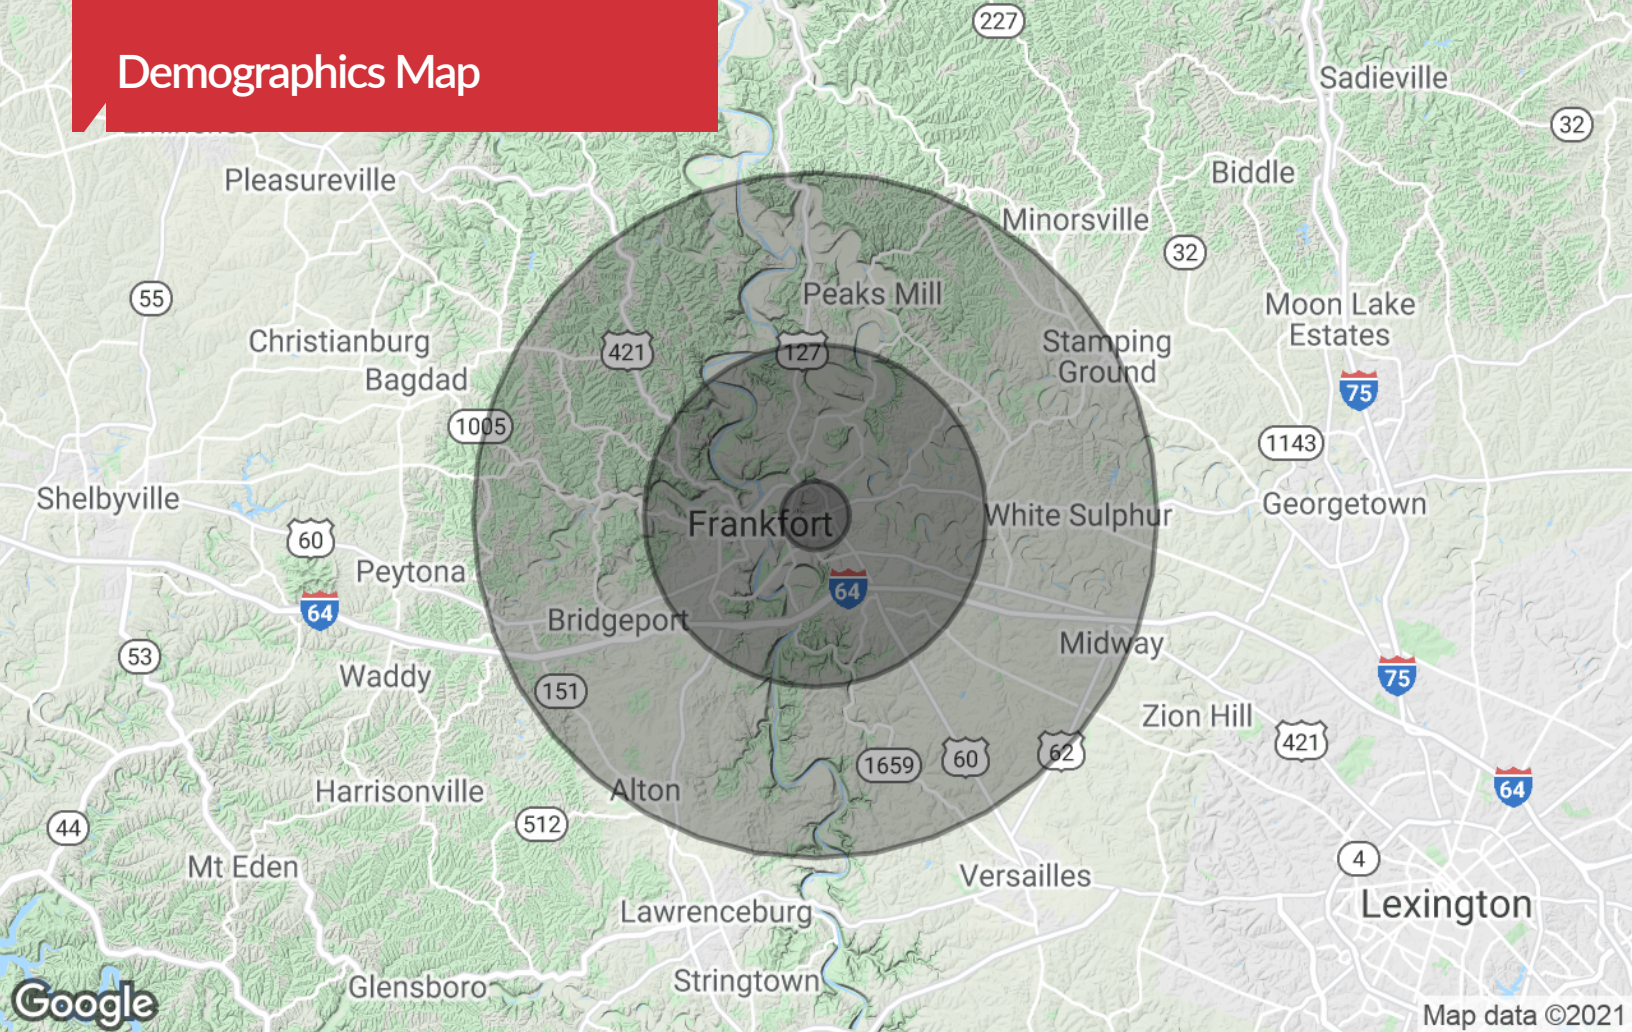 Demographics Map
227
Sadieville
32
Pleasureville
Biddle
Minorsville
32
55
Peaks Mill
Moon Lake
Estates
Christianburg
421
127
Stamping
Ground
Bagdad
75
1005
1143
Shelbyville
Georgetown
Frankfort
White Sulphur
60
Peytona
64
64
Bridgeport
Midway
53
Waddy
75
151
Zion Hill
421
1659
60
62
Harrisonville
Alton
64
44
512
4
Mt Eden
Versailles
Lawrenceburg
Lexington
Stringtown
Glensboro
Google
Map data ©2021